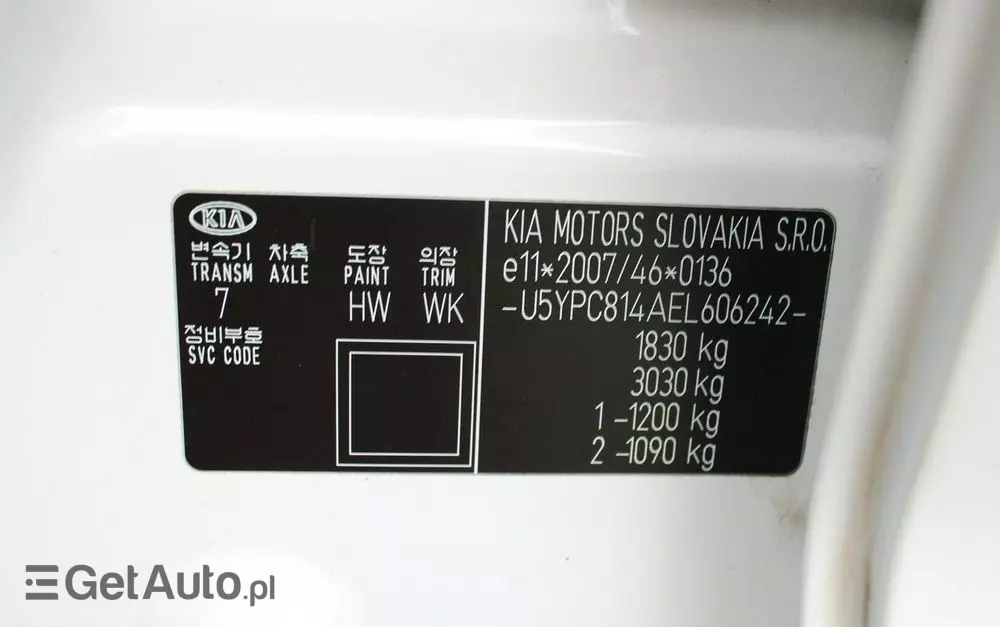 KIA
변속기 차축 도장 의장
TRANSM AXLE PAINT TRIM
7 HW WK
정비부호
SVC CODE
KIA MOTORS SLOVAKIA S.R.O.
e11*2007/46*0136
-U5YPC814AEL606242-
1830 kg
3030 kg
1 -1200 kg
2 -1090 kg
GetAuto.pl